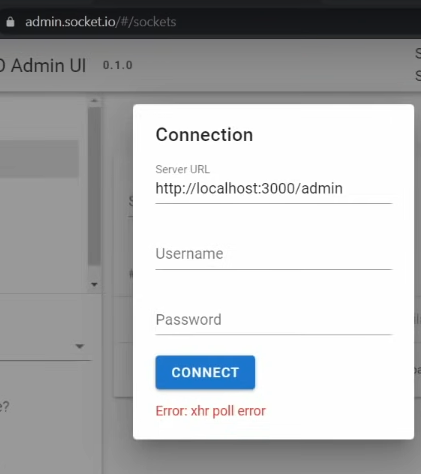 admin.socket.io/#/sockets
Admin UI 0.1.0
Connection
Server URL
http://localhost:3000/admin
Username
Password
CONNECT
Error: xhr poll error